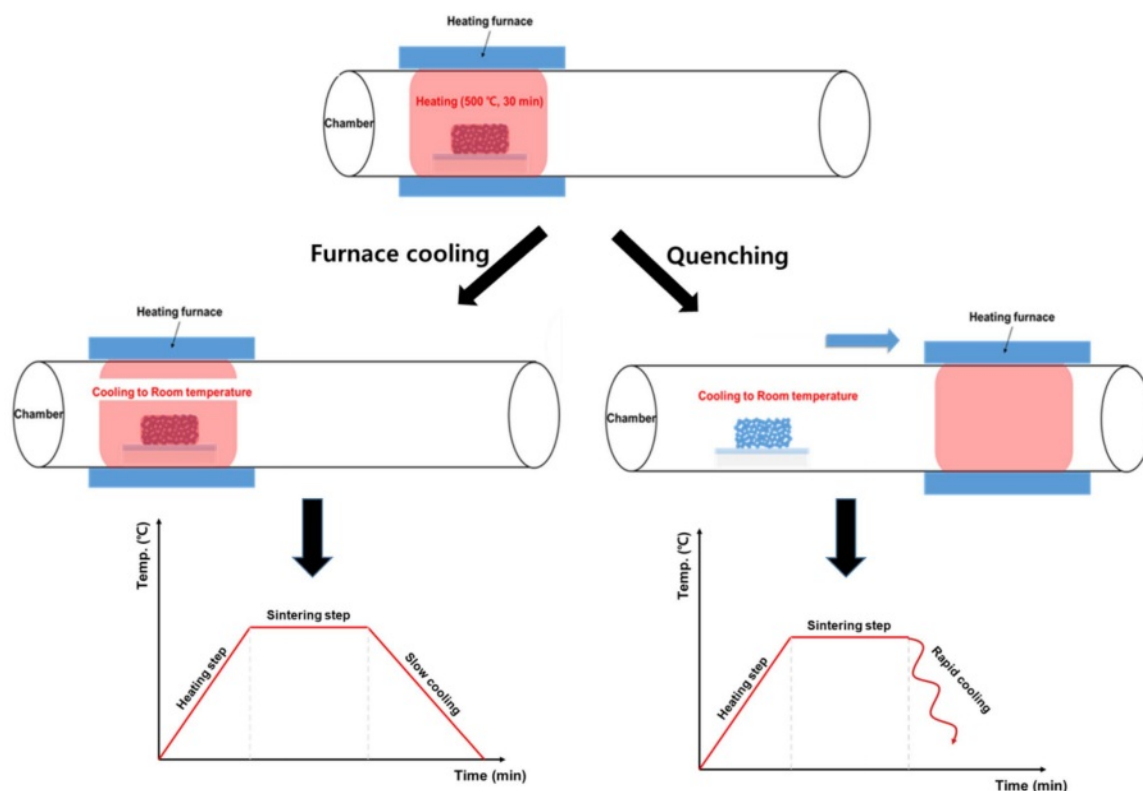 Heating furnace
Heating (500 ℃, 30 min)
Chamber
Furnace cooling
Quenching
Heating furnace
Cooling to Room temperature
Chamber
Heating furnace
Cooling to Room temperature
Chamber
Temp. (℃)
Heating step
Sintering step
Slow cooling
Time (min)
Temp. (℃)
Heating step
Sintering step
Rapid cooling
Time (min)